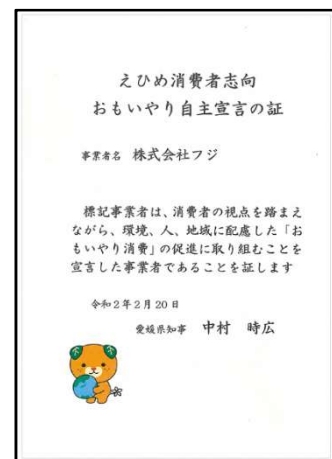 えひめ消費者志向
おもいやり自主宣言の証
事業者名 株式会社フジ
標記事業者は、消費者の視点を踏まえ
ながら、環境、人、地域に配慮した「お
もいやり消費」の促進に取り組むことを
宣言した事業者であることを証します
令和２年２月２０日
愛媛県知事 中村 時広